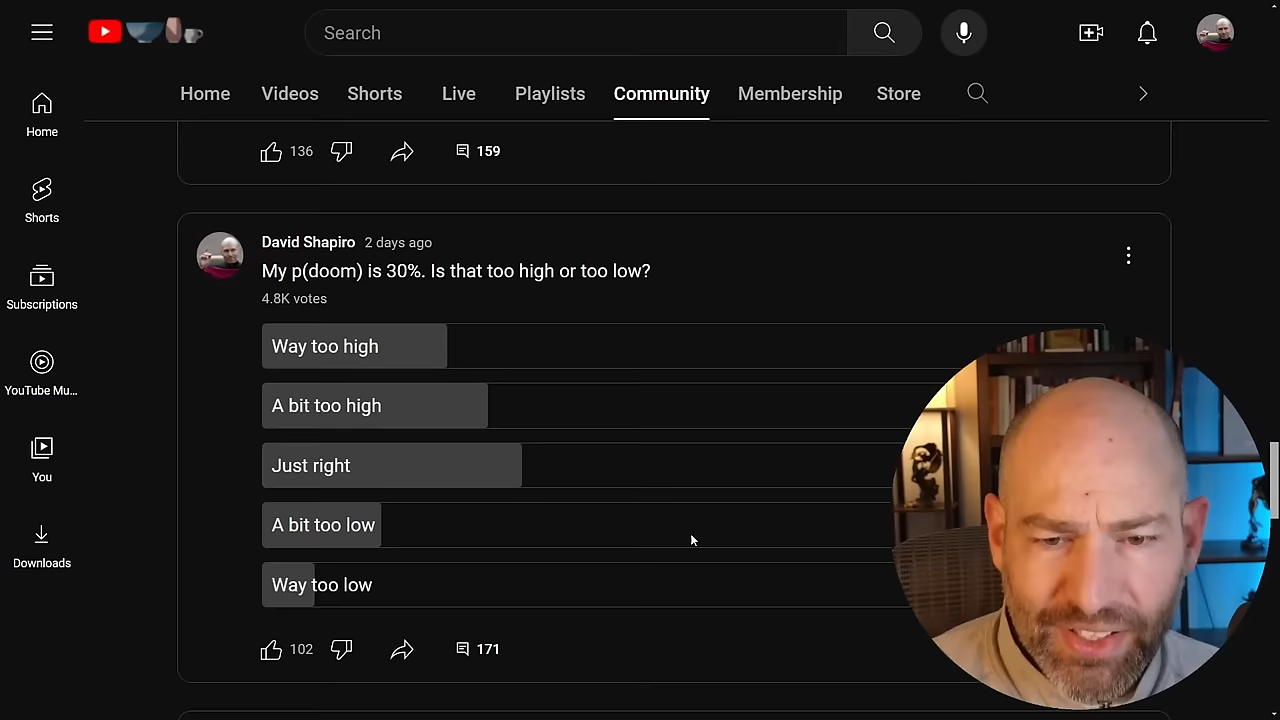 Search
Home
Videos
Shorts
Live
Playlists
Community
Membership
Store
Home
Shorts
Subscriptions
YouTube Mu...
You
Downloads
136
159
David Shapiro 2 days ago
My p(doom) is 30%. Is that too high or too low?
4.8K votes
Way too high
A bit too high
Just right
A bit too low
Way too low
102
171